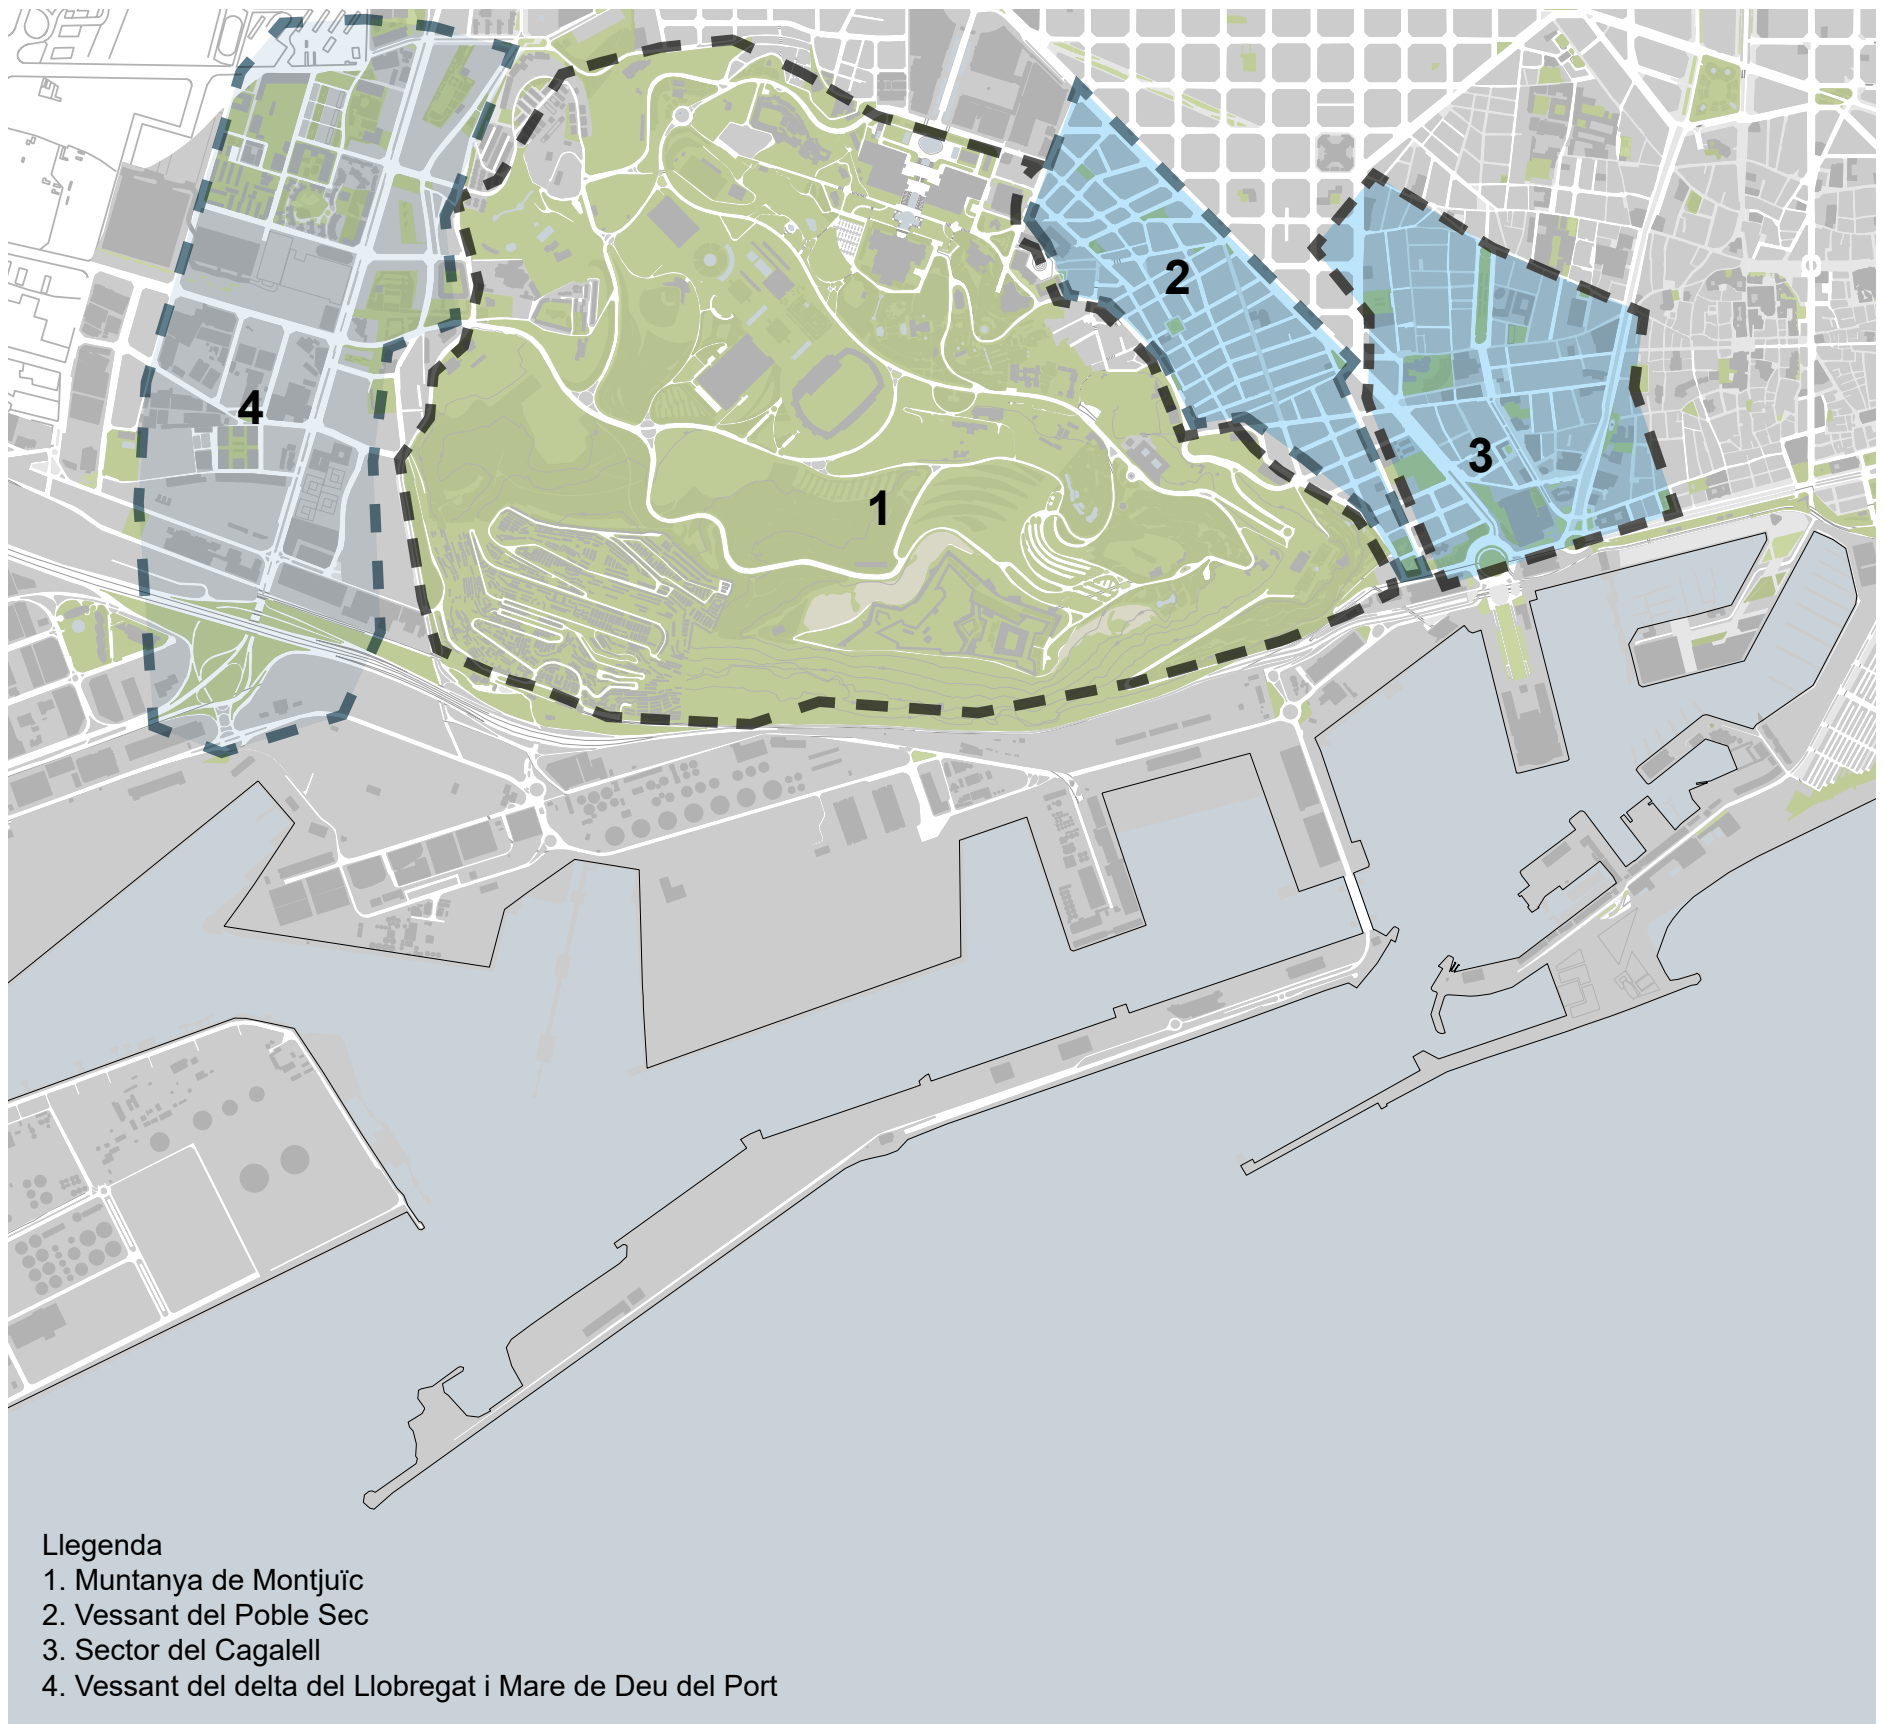 2
4
3
1
Llegenda
1. Muntanya de Montjuïc
2. Vessant del Poble Sec
3. Sector del Cagalell
4. Vessant del delta del Llobregat i Mare de Deu del Port